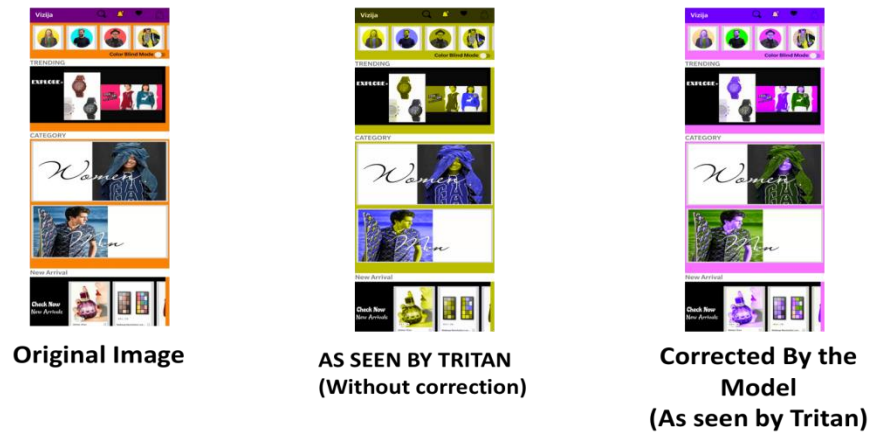 Vizija
Color Blind Mode
TRENDING
EXPLORE
CATEGORY
Women
Men
New Arrival
Check Now
New Arrivals
Original Image
Vizija
Color Blind Mode
TRENDING
EXPLORE
CATEGORY
Women
Men
New Arrival
Check Now
New Arrivals
AS SEEN BY TRITAN
(Without correction)
Vizija
Color Blind Mode
TRENDING
EXPLORE
CATEGORY
Women
Men
New Arrival
Check Now
New Arrivals
Corrected By the
Model
(As seen by Tritan)